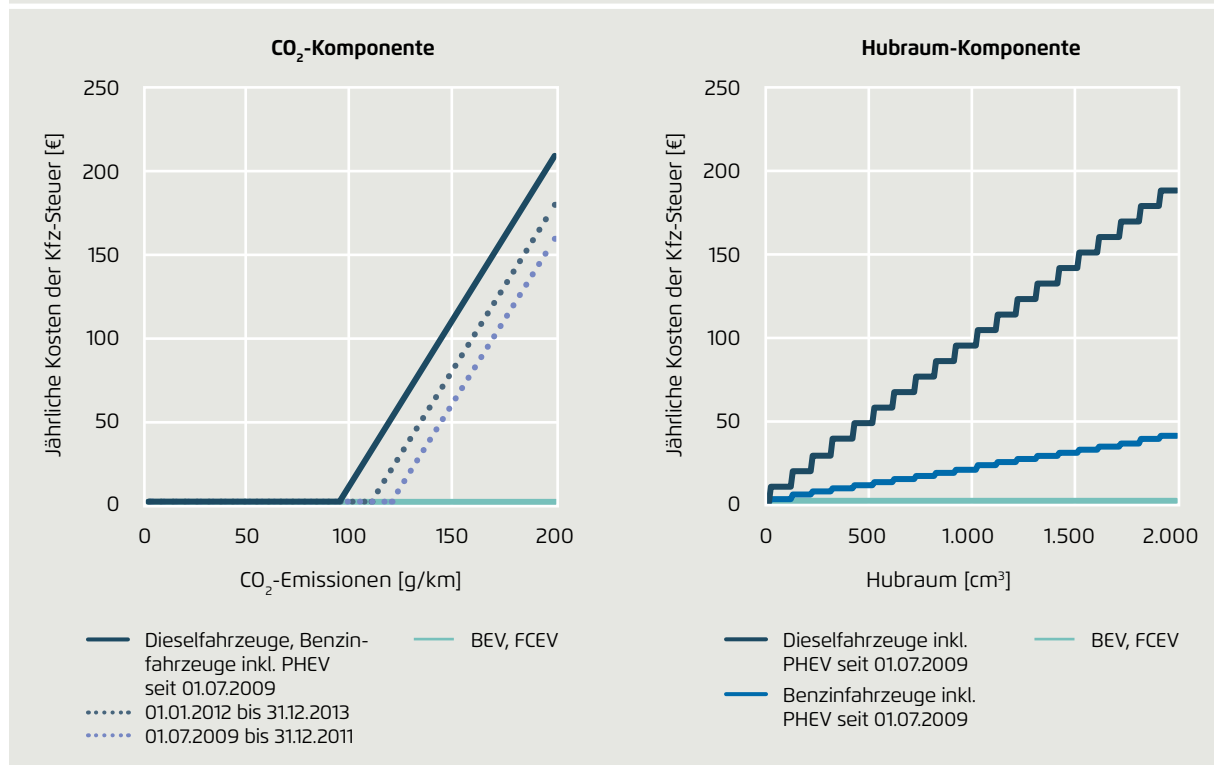 CO₂-Komponente
250
200
150
100
50
0
Jährliche Kosten der Kfz-Steuer [€]
0 50 100 150 200
CO₂-Emissionen [g/km]
Dieselfahrzeuge, Benzin-
fahrzeuge inkl. PHEV
seit 01.07.2009
01.01.2012 bis 31.12.2013
01.07.2009 bis 31.12.2011
BEV, FCEV
Hubraum-Komponente
250
200
150
100
50
0
Jährliche Kosten der Kfz-Steuer [€]
0 500 1.000 1.500 2.000
Hubraum [cm³]
Dieselfahrzeuge inkl.
PHEV seit 01.07.2009
Benzinfahrzeuge inkl.
PHEV seit 01.07.2009
BEV, FCEV